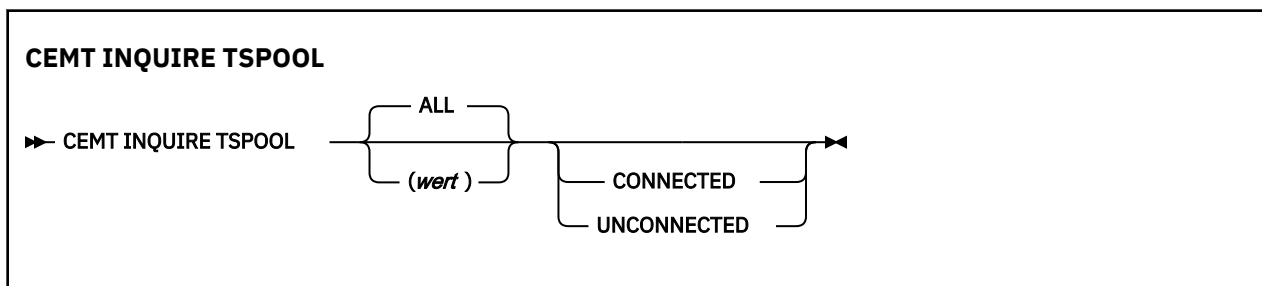 CEMT INQUIRE TSPOOL
ALL
CEMT INQUIRE TSPOOL
(wert )
CONNECTED
UNCONNECTED